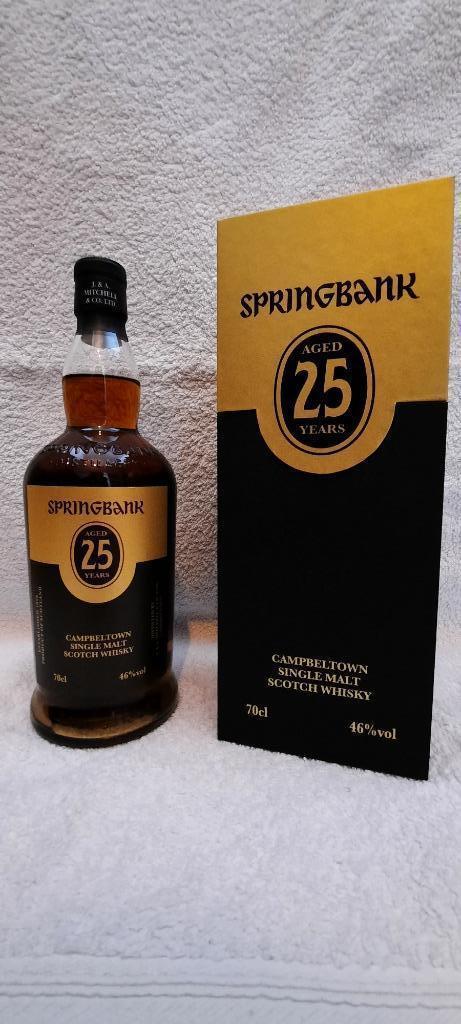 J. & A.
MITCHELL
& CO. LTD
SPRINGBANK
AGED
25
YEARS
CAMPBELTOWN
SINGLE MALT
SCOTCH WHISKY
70cl
46%vol
SPRINGBANK
AGED
25
YEARS
CAMPBELTOWN
SINGLE MALT
SCOTCH WHISKY
70cl
46%vol